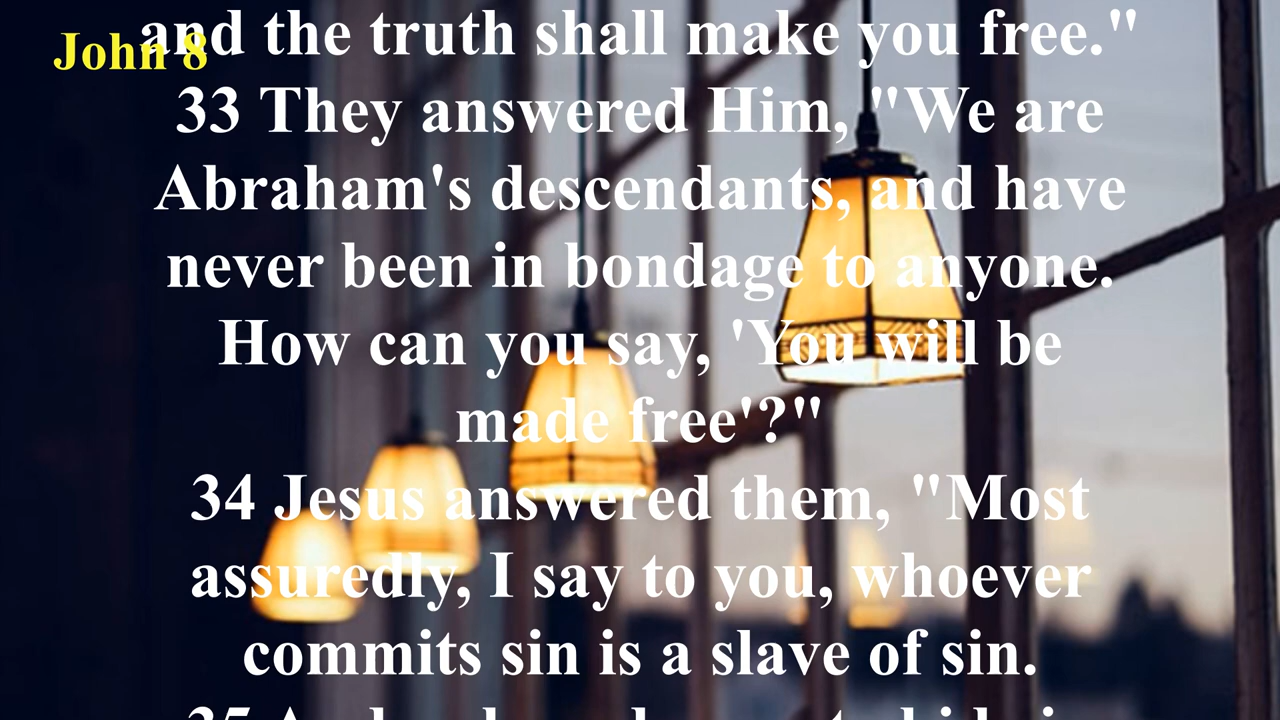 John 8
and the truth shall make you free."
33 They answered Him, "We are
Abraham's descendants, and have
never been in bondage to anyone.
How can you say, 'You will be
made free'?"
34 Jesus answered them, "Most
assuredly, I say to you, whoever
commits sin is a slave of sin.